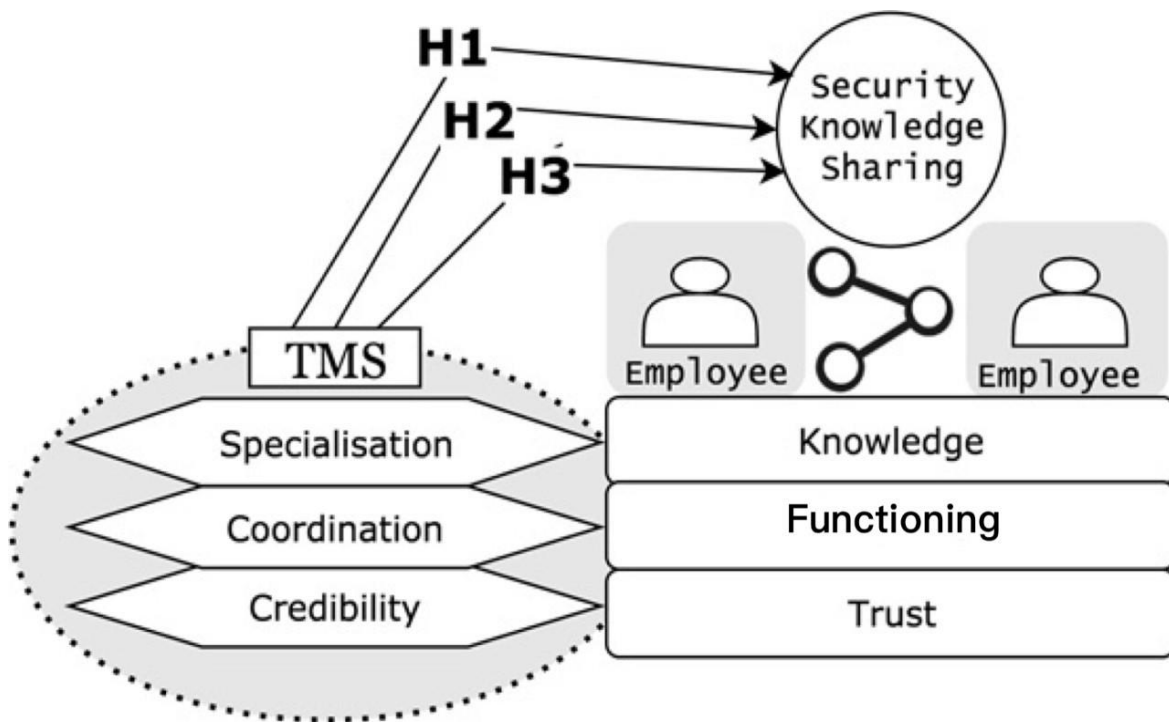 H1
H2
H3
Security
Knowledge
Sharing
Employee
Employee
TMS
Specialisation
Knowledge
Coordination
Functioning
Credibility
Trust